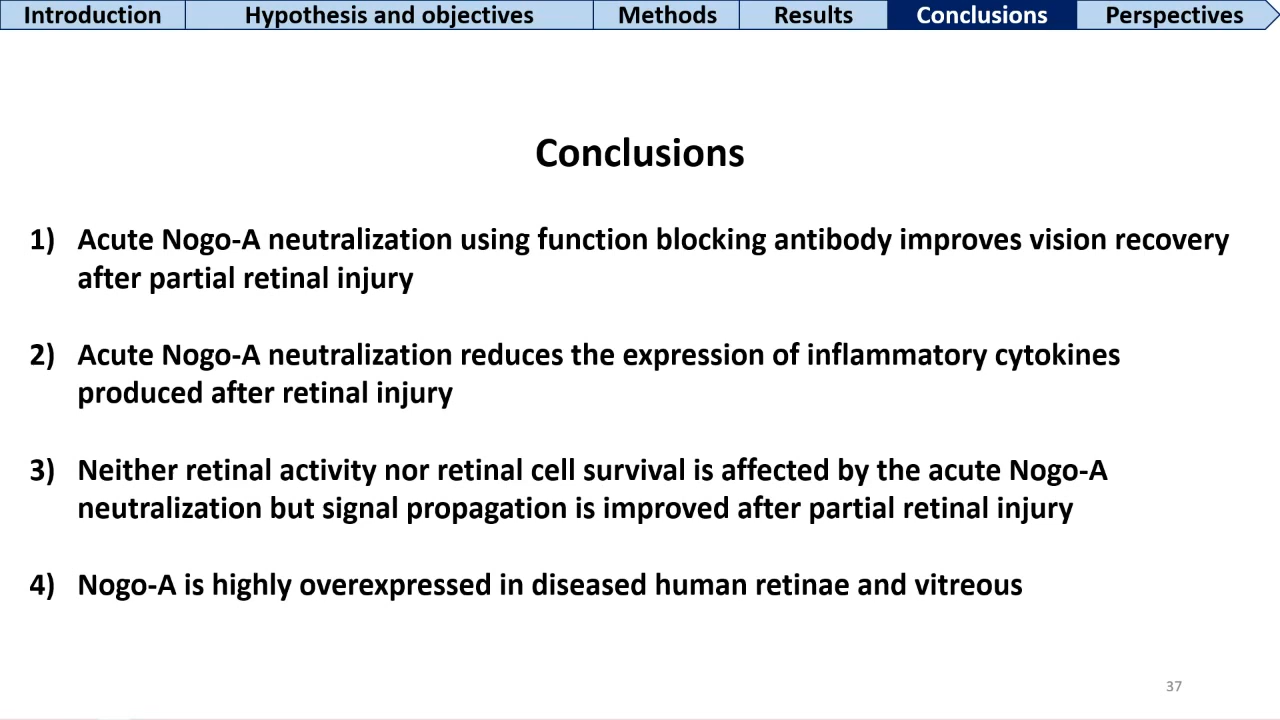 Introduction
Hypothesis and objectives
Methods
Results
Conclusions
Perspectives
Conclusions
1) Acute Nogo-A neutralization using function blocking antibody improves vision recovery
after partial retinal injury
2) Acute Nogo-A neutralization reduces the expression of inflammatory cytokines
produced after retinal injury
3) Neither retinal activity nor retinal cell survival is affected by the acute Nogo-A
neutralization but signal propagation is improved after partial retinal injury
4) Nogo-A is highly overexpressed in diseased human retinae and vitreous
37